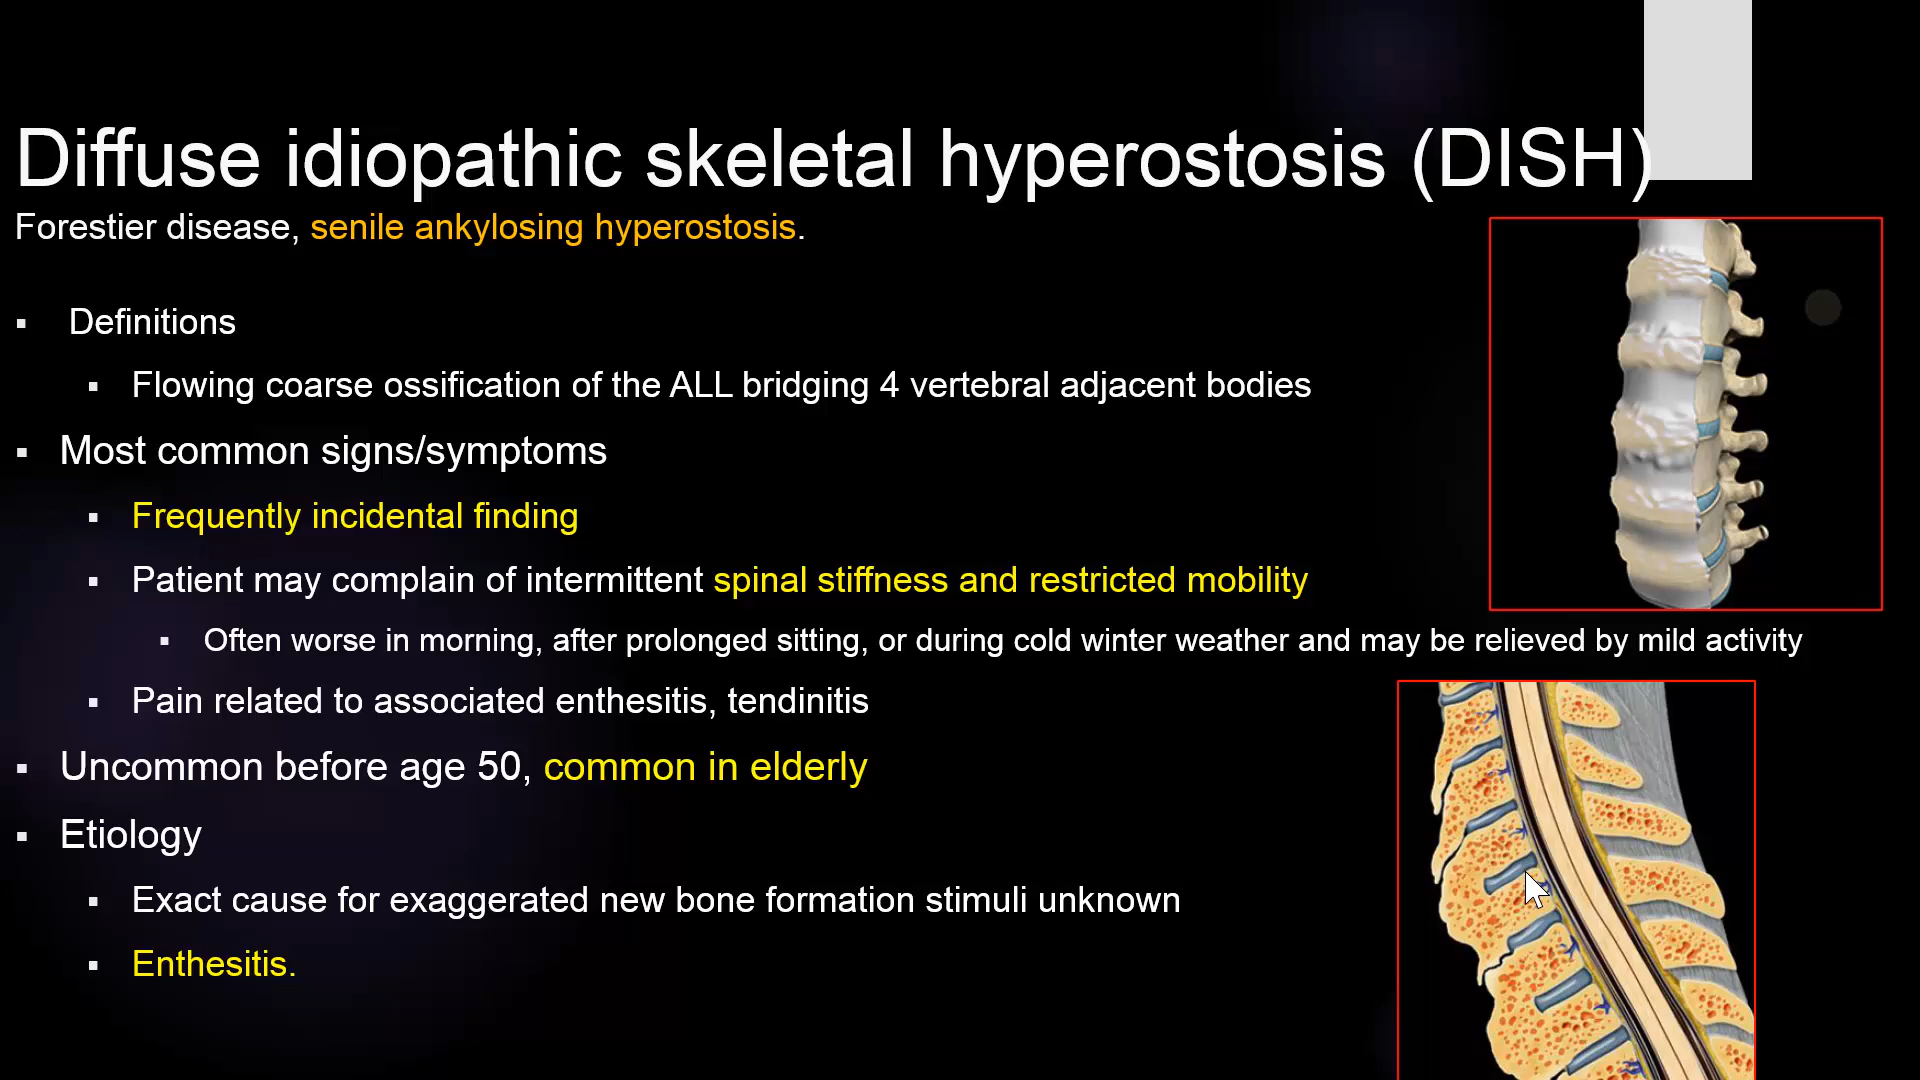 Diffuse idiopathic skeletal hyperostosis (DISH)
Forestier disease, senile ankylosing hyperostosis.
Definitions
Flowing coarse ossification of the ALL bridging 4 vertebral adjacent bodies
Most common signs/symptoms
Frequently incidental finding
Patient may complain of intermittent spinal stiffness and restricted mobility
Often worse in morning, after prolonged sitting, or during cold winter weather and may be relieved by mild activity
Pain related to associated enthesitis, tendinitis
Uncommon before age 50, common in elderly
Etiology
Exact cause for exaggerated new bone formation stimuli unknown
Enthesitis.